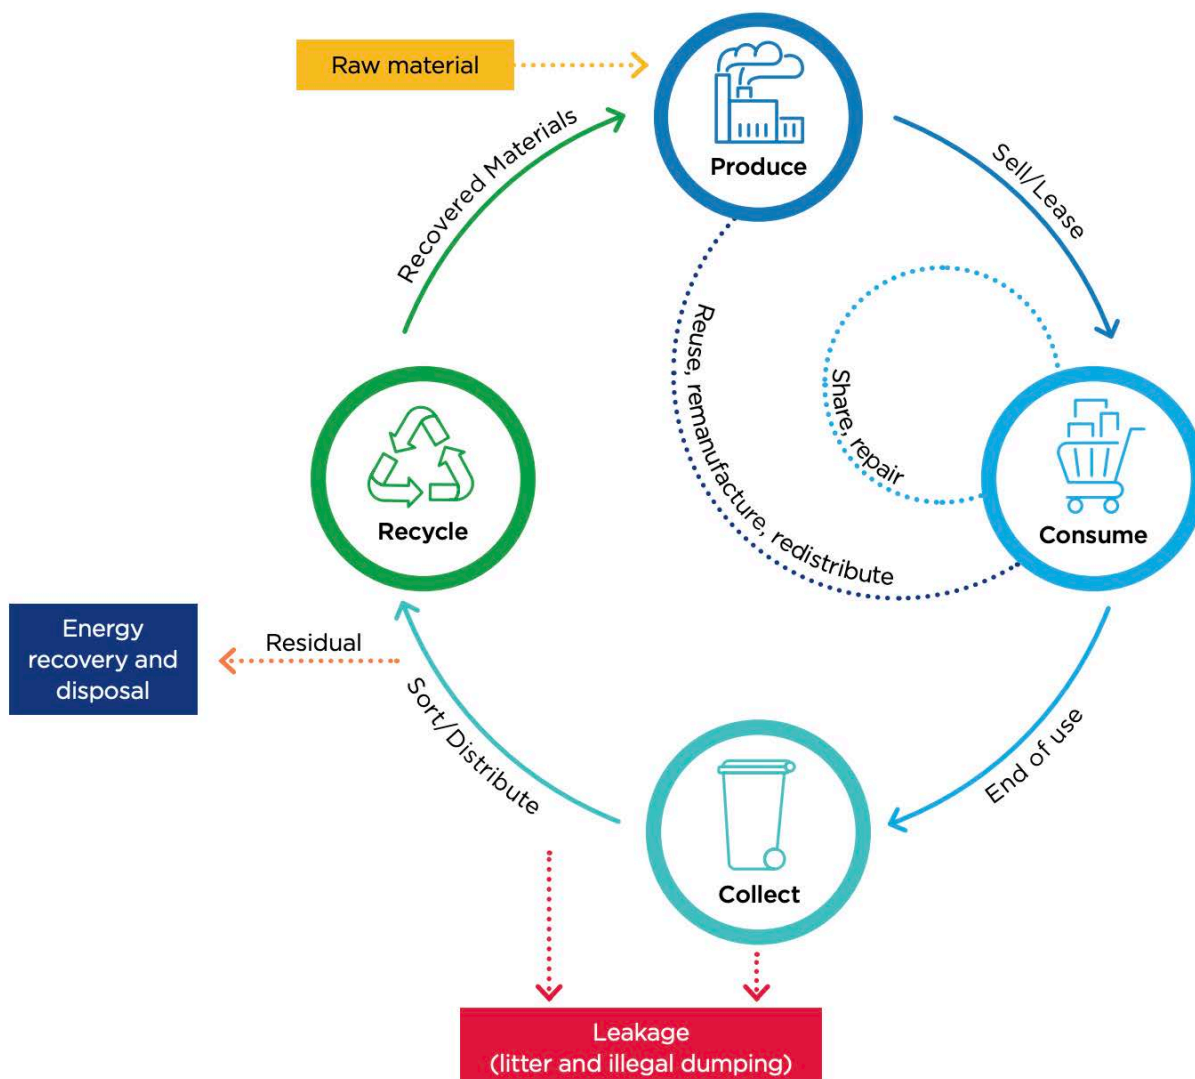 Raw material
Produce
Recovered Materials
Sell/Lease
Reuse, remanufacture, redistribute
Share, repair
Recycle
Consume
Energy
recovery and
disposal
Residual
Sort/Distribute
End of use
Collect
Leakage
(litter and illegal dumping)